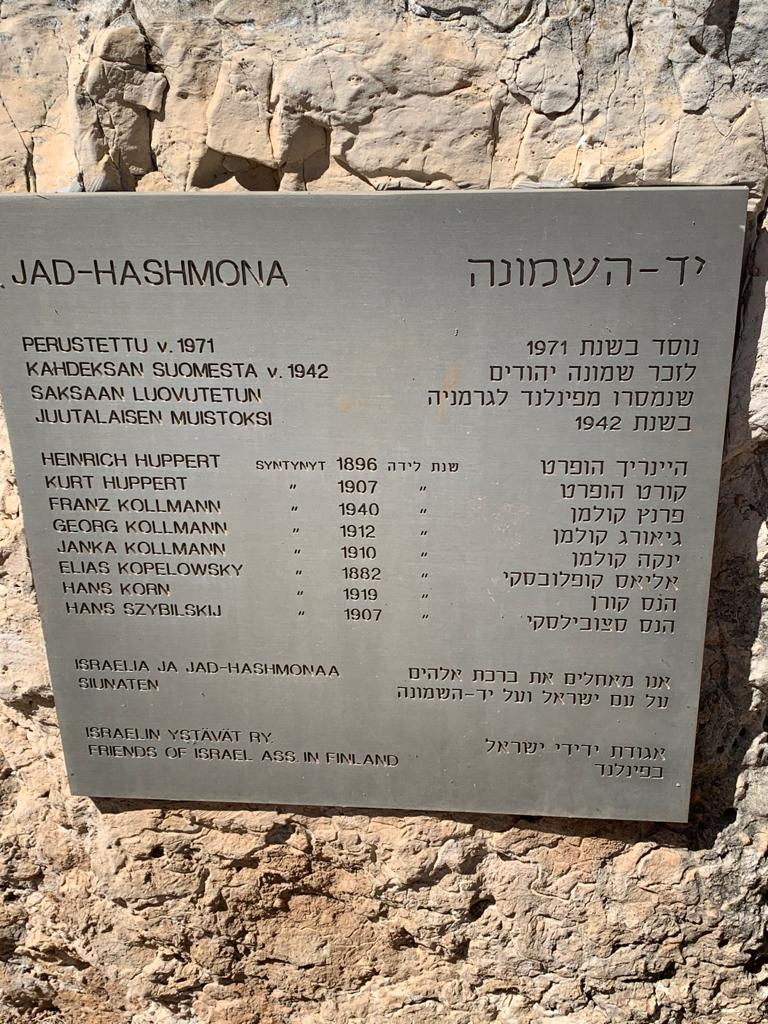 JAD-HASHMONA יד-השמונה
PERUSTETTU v. 1971
KAHDEKSAN SUOMESTA v. 1942
SAKSAAN LUOVUTETUN
JUUTALAISEN MUISTOKSI
נוסד בשנת 1971
לזכר שמונה יהודים
שנמסרו מפינלנד לגרמניה
בשנת 1942
HEINRICH HUPPERT SYNTYNYT 1896 שנת לידה היינריך הופרט
KURT HUPPERT " 1907 " קורט הופרט
FRANZ KOLLMANN " 1940 " פרנץ קולמן
GEORG KOLLMANN " 1912 " גיאורג קולמן
JANKA KOLLMANN " 1910 " ינקה קולמן
ELIAS KOPELOWSKY " 1882 " אליאס קופלובסקי
HANS KORN " 1919 " הנס קורן
HANS SZYBILSKIJ " 1907 " הנס סצובילסקי
ISRAELIA JA JAD-HASHMONAA
SIUNATEN
אנו מאחלים את ברכת אלהים
על עם ישראל ועל יד-השמונה
ISRAELIN YSTÄVÄT RY.
FRIENDS OF ISRAEL ASS. IN FINLAND
אגודת ידידי ישראל
בפינלנד